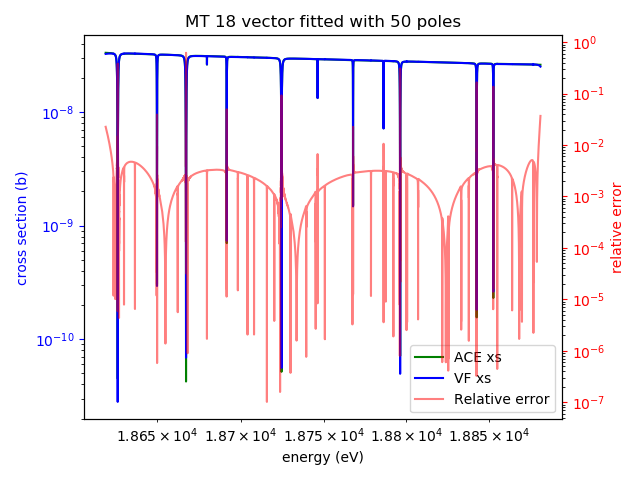 MT 18 vector fitted with 50 poles
cross section (b)
10⁻⁸
10⁻⁹
10⁻¹⁰
10⁰
10⁻¹
10⁻²
10⁻³
10⁻⁴
10⁻⁵
10⁻⁶
10⁻⁷
relative error
ACE xs
VF xs
Relative error
1.865×10⁴ 1.87×10⁴ 1.875×10⁴ 1.88×10⁴ 1.885×10⁴
energy (eV)